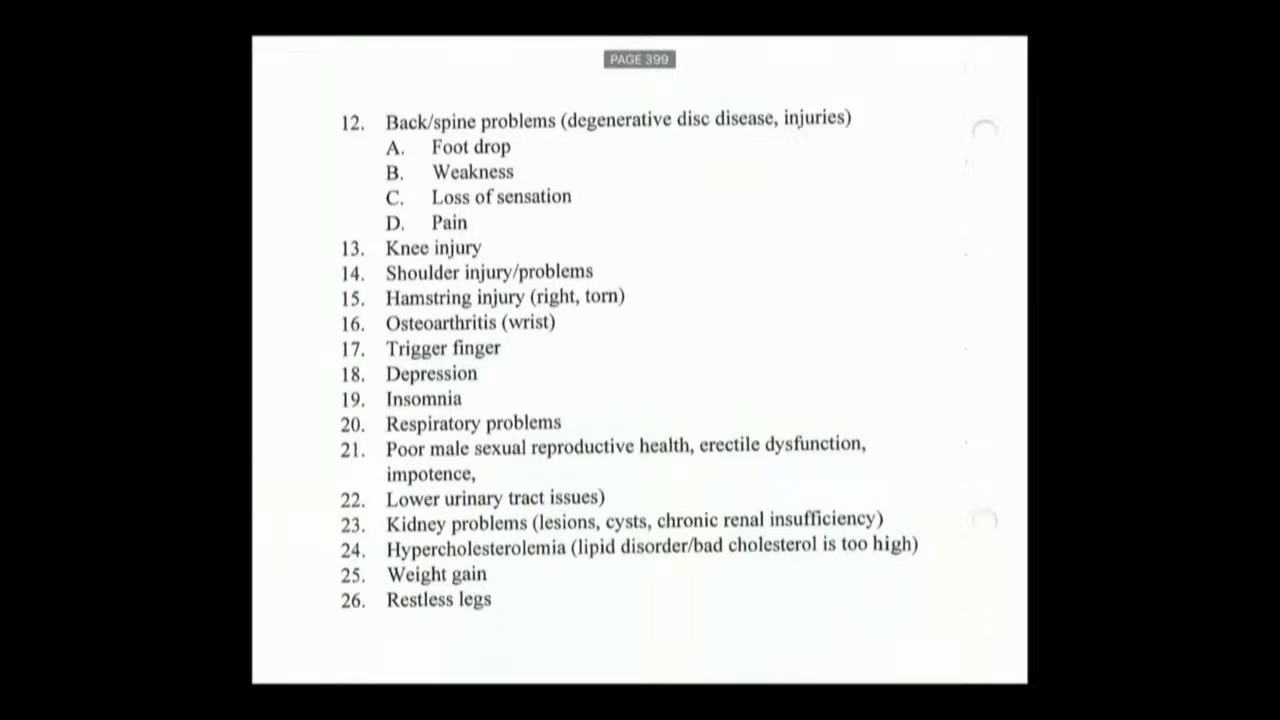 PAGE 399
12. Back/spine problems (degenerative disc disease, injuries)
A. Foot drop
B. Weakness
C. Loss of sensation
D. Pain
13. Knee injury
14. Shoulder injury/problems
15. Hamstring injury (right, torn)
16. Osteoarthritis (wrist)
17. Trigger finger
18. Depression
19. Insomnia
20. Respiratory problems
21. Poor male sexual reproductive health, erectile dysfunction,
impotence,
22. Lower urinary tract issues)
23. Kidney problems (lesions, cysts, chronic renal insufficiency)
24. Hypercholesterolemia (lipid disorder/bad cholesterol is too high)
25. Weight gain
26. Restless legs